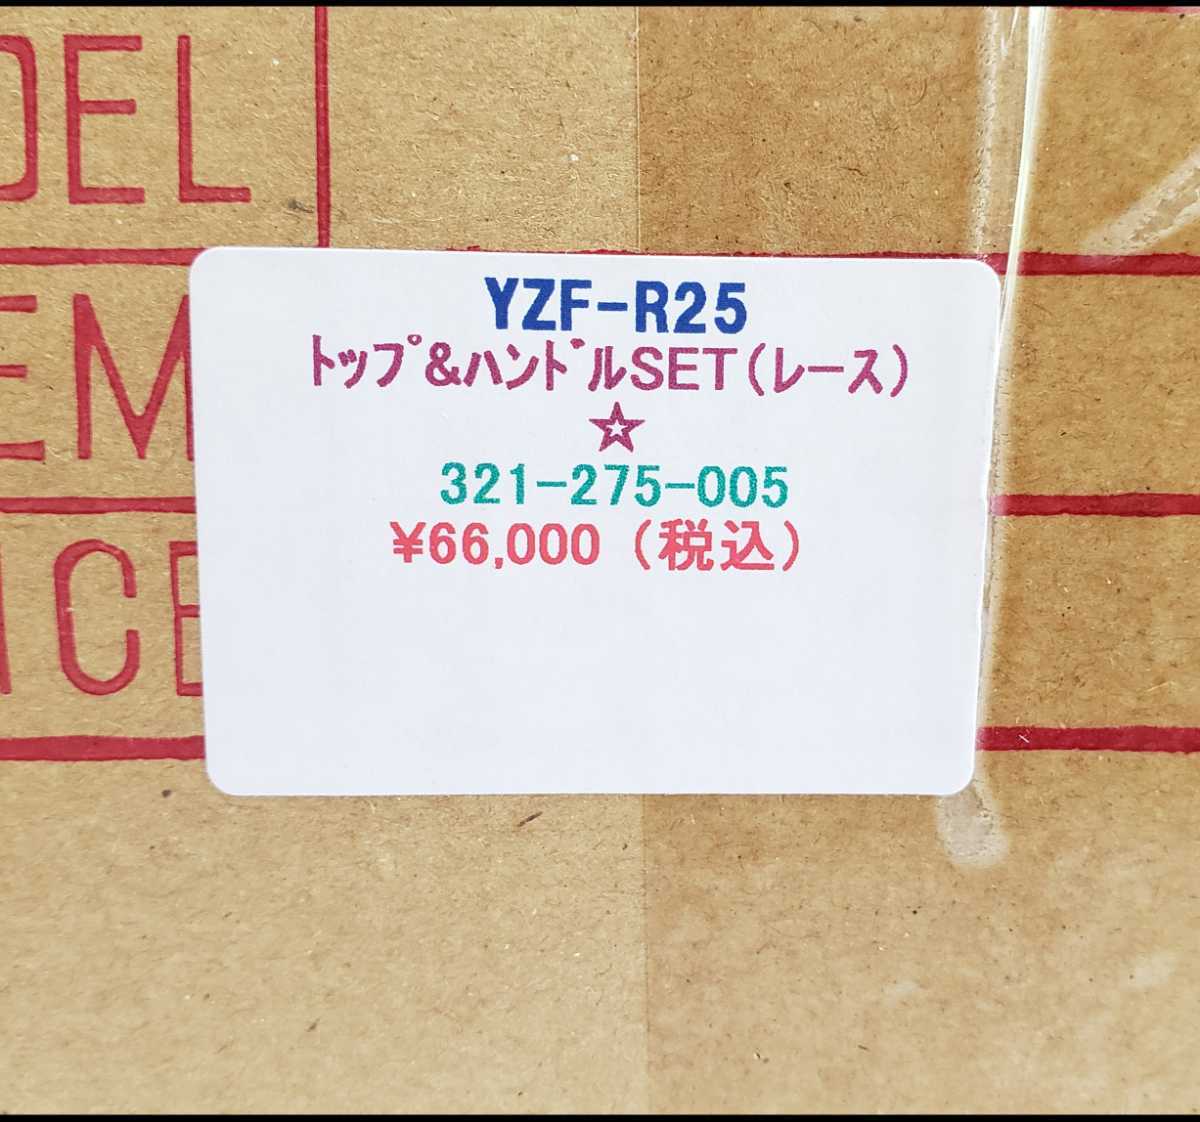 DEL
YZF-R25
EM
トップ&ハンドルSET(レース)
☆
321-275-005
¥66,000(税込)
ICE